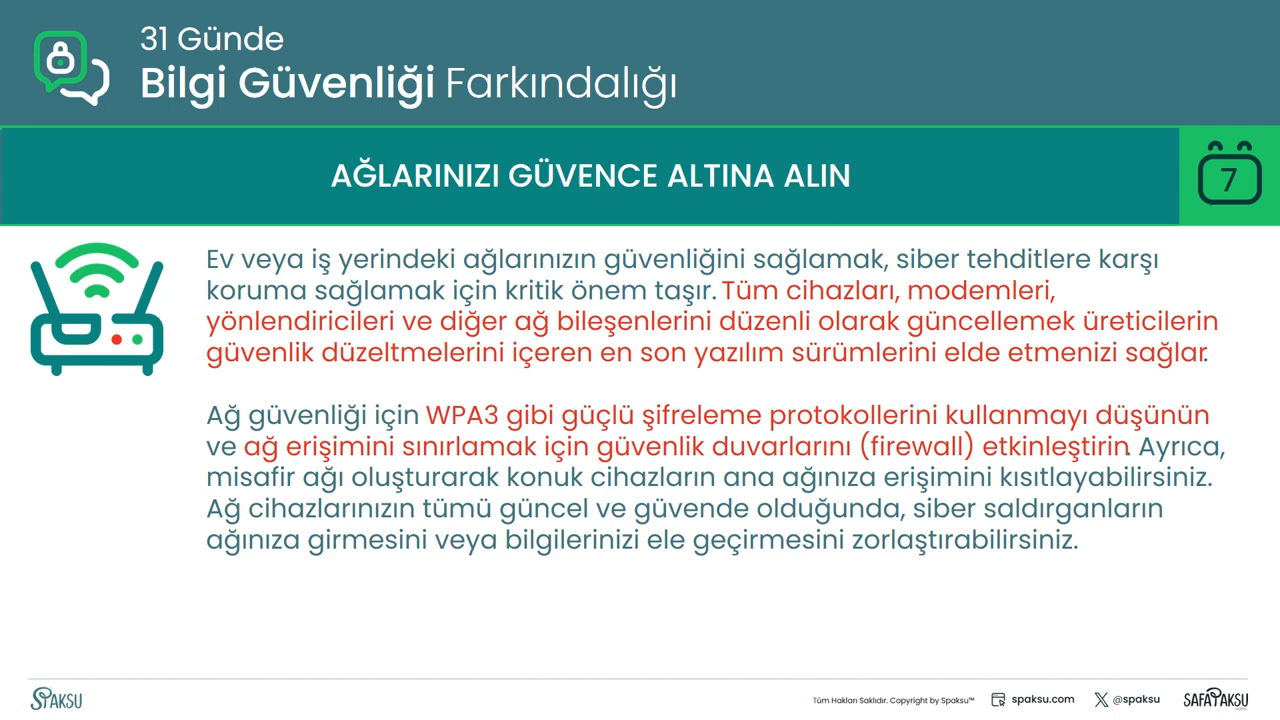 31 Günde
Bilgi Güvenliği Farkındalığı
AĞLARINIZI GÜVENCE ALTINA ALIN
7
Ev veya iş yerindeki ağlarınızın güvenliğini sağlamak, siber tehditlere karşı
koruma sağlamak için kritik önem taşır. Tüm cihazları, modemleri,
yönlendiricileri ve diğer ağ bileşenlerini düzenli olarak güncellemek üreticilerin
güvenlik düzeltmelerini içeren en son yazılım sürümlerini elde etmenizi sağlar.
Ağ güvenliği için WPA3 gibi güçlü şifreleme protokollerini kullanmayı düşünün
ve ağ erişimini sınırlamak için güvenlik duvarlarını (firewall) etkinleştirin. Ayrıca,
misafir ağı oluşturarak konuk cihazların ana ağınıza erişimini kısıtlayabilirsiniz.
Ağ cihazlarınızın tümü güncel ve güvende olduğunda, siber saldırganların
ağınıza girmesini veya bilgilerinizi ele geçirmesini zorlaştırabilirsiniz.
SPAKSU
Tüm Hakları Saklıdır. Copyright by Spaksu™
spaksu.com
@spaksu
SAFAPAKSU